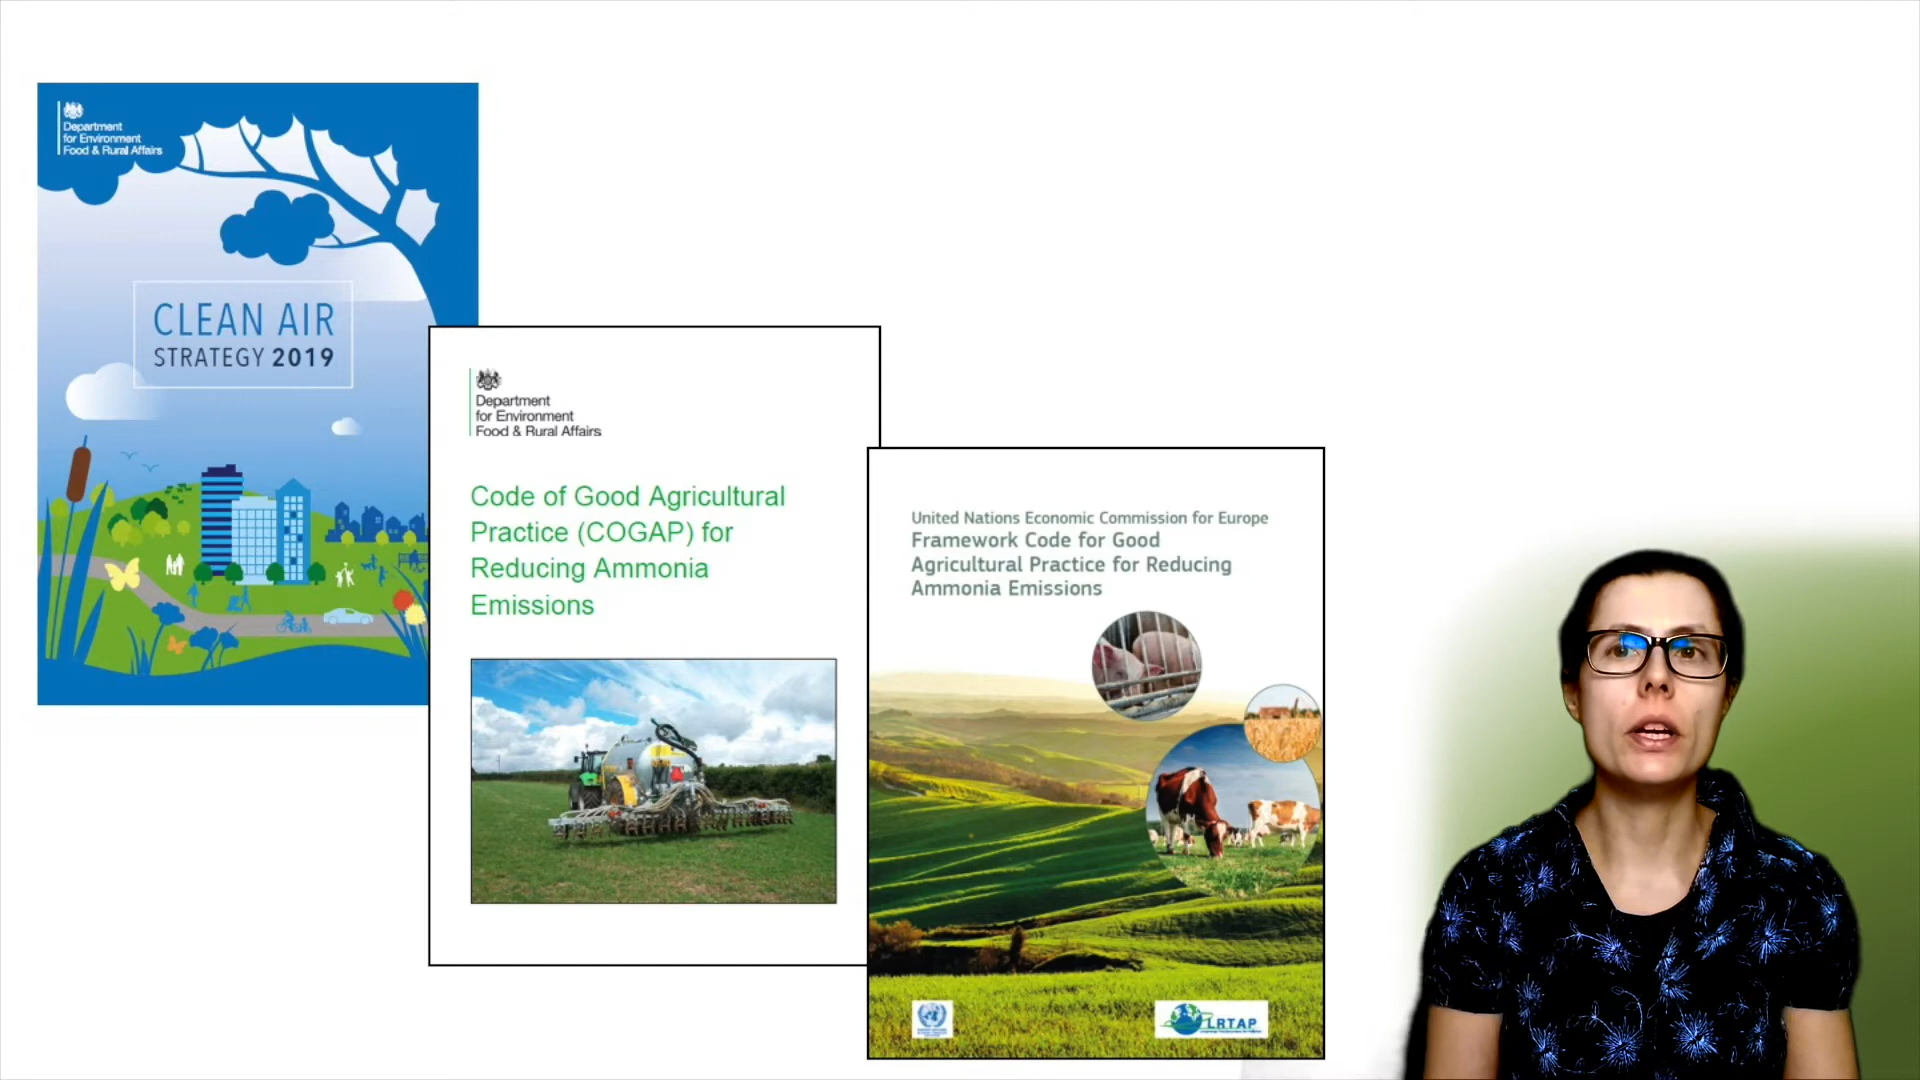 Department
for Environment
Food & Rural Affairs
CLEAN AIR
STRATEGY 2019
Department
for Environment
Food & Rural Affairs
Code of Good Agricultural
Practice (COGAP) for
Reducing Ammonia
Emissions
United Nations Economic Commission for Europe
Framework Code for Good
Agricultural Practice for Reducing
Ammonia Emissions
LRTAP